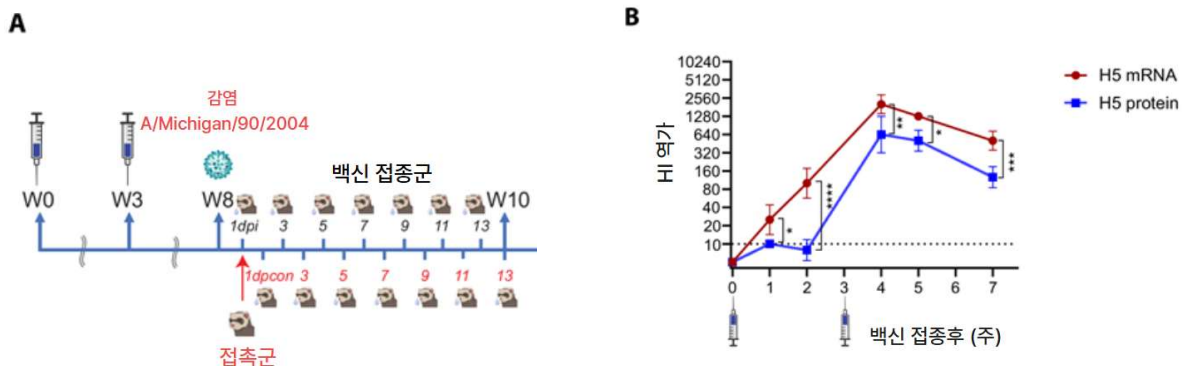 A
감염
A/Michigan/90/2004
백신 접종군
W0
W3
W8
W10
1dpi 3 5 7 9 11 13
1dpcon 3 5 7 9 11 13
접촉군
B
HI 역가
10240
5120
2560
1280
640
320
160
80
40
20
10
**
*
***
****
*
0 1 2 3 4 5 6 7
백신 접종후 (주)
H5 mRNA
H5 protein